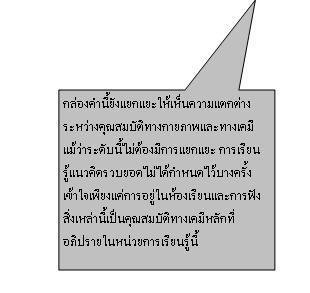 กล่องคำนี้ยังแยกแยะให้เห็นความแตกต่าง
ระหว่างคุณสมบัติทางกายภาพและทางเคมี
แม้ว่าระดับนี้ไม่ต้องมีการแยกแยะ การเรียน
รู้แนวคิดรวบยอดไม่ได้กำหนดไว้บางครั้ง
เข้าใจเพียงแค่การอยู่ในห้องเรียนและการฟัง
สิ่งเหล่านี้เป็นคุณสมบัติทางเคมีหลักที่
อภิปรายในหน่วยการเรียนรู้นี้